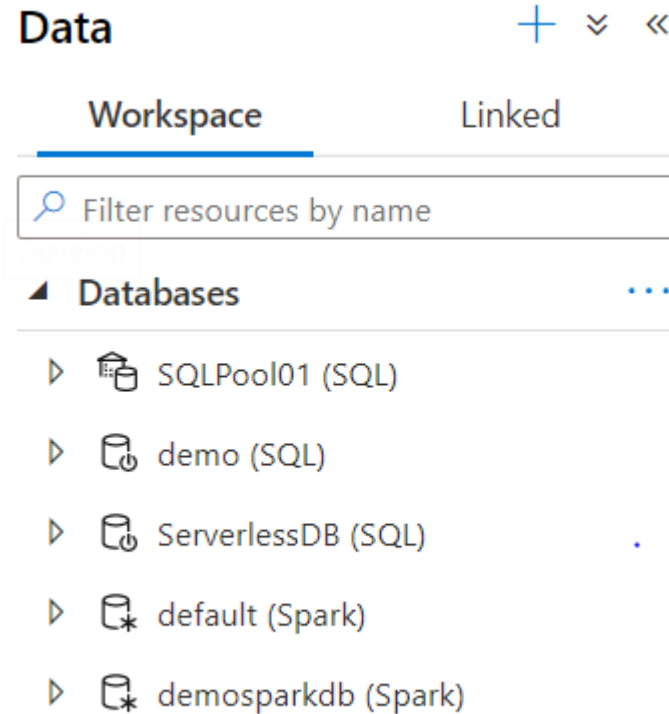 Data
Workspace Linked
Filter resources by name
Databases
SQLPool01 (SQL)
demo (SQL)
ServerlessDB (SQL)
default (Spark)
demosparkdb (Spark)